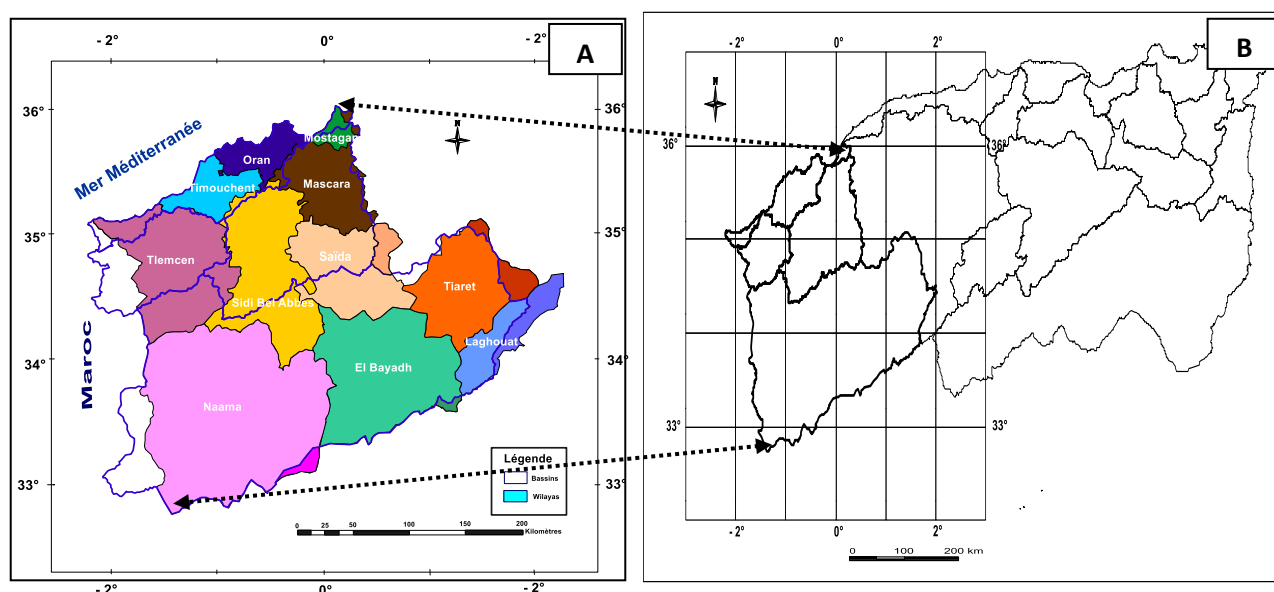 A
- 2°
0°
- 2°
36°
36°
Mer Méditerranée
Mostagan
Oran
Timouchent
Mascara
35°
35°
Tlemcen
Saïda
Tiaret
Sidi Bel Abbes
Laghouat
34°
34°
Maroc
El Bayadh
Naama
Légende
Bassins
Wilayas
33°
33°
0 25 50 100 150 200
Kilomètres
- 2°
0°
- 2°
B
- 2°
0°
2°
N
N
36°
36°
33°
33°
- 2°
0°
2°
0 100 200 km